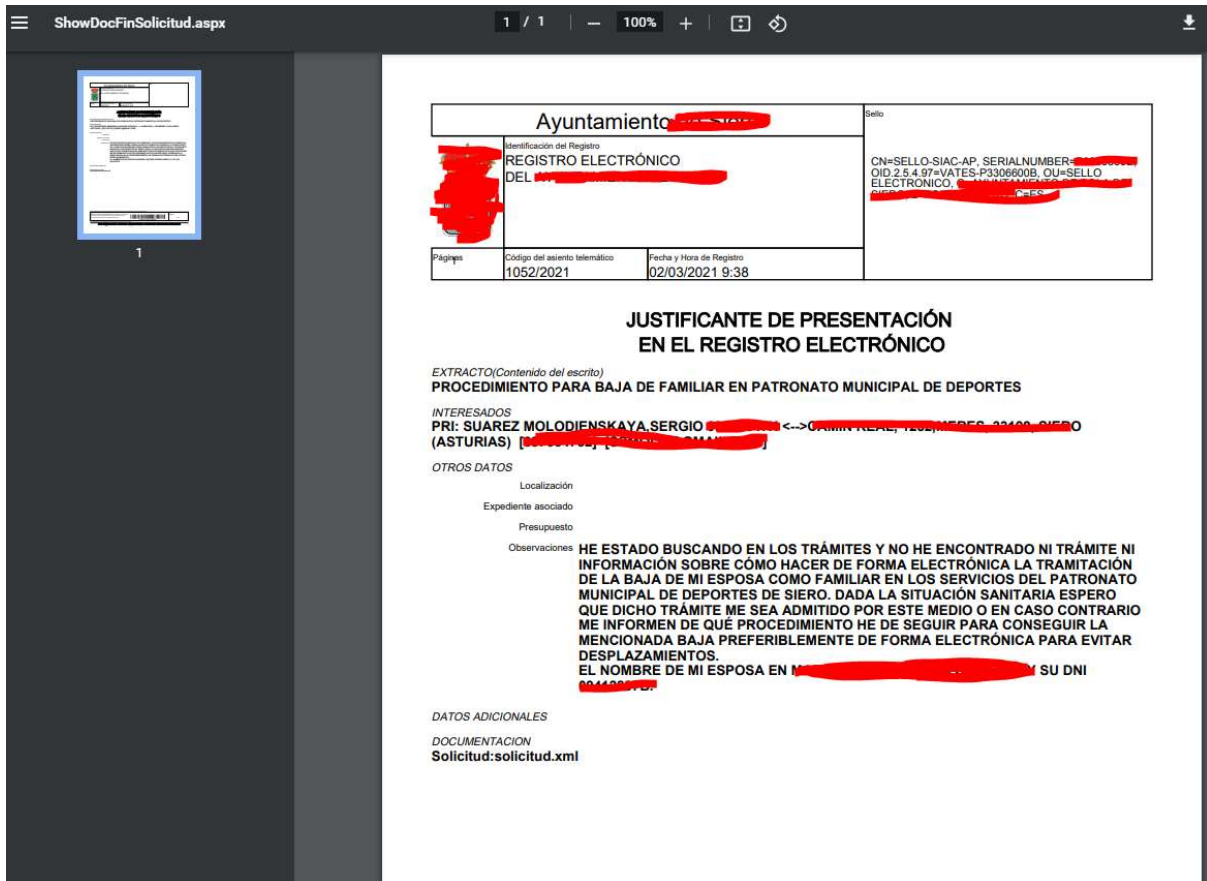 ShowDocFinSolicitud.aspx
1 / 1
100%
1
Ayuntamiento
Sello
Identificación del Registro
REGISTRO ELECTRÓNICO
DEL
CN=SELLO-SIAC-AP, SERIALNUMBER=
OID.2.5.4.97=VATES-P3306600B, OU=SELLO
ELECTRONICO,
C=ES
Páginas
1
Código del asiento telemático
1052/2021
Fecha y Hora de Registro
02/03/2021 9:38
JUSTIFICANTE DE PRESENTACIÓN
EN EL REGISTRO ELECTRÓNICO
EXTRACTO(Contenido del escrito)
PROCEDIMIENTO PARA BAJA DE FAMILIAR EN PATRONATO MUNICIPAL DE DEPORTES
INTERESADOS
PRI: SUAREZ MOLODIENSKAYA,SERGIO <-->
(ASTURIAS) [
OTROS DATOS
Localización
Expediente asociado
Presupuesto
Observaciones HE ESTADO BUSCANDO EN LOS TRÁMITES Y NO HE ENCONTRADO NI TRÁMITE NI
INFORMACIÓN SOBRE CÓMO HACER DE FORMA ELECTRÓNICA LA TRAMITACIÓN
DE LA BAJA DE MI ESPOSA COMO FAMILIAR EN LOS SERVICIOS DEL PATRONATO
MUNICIPAL DE DEPORTES DE SIERO. DADA LA SITUACIÓN SANITARIA ESPERO
QUE DICHO TRÁMITE ME SEA ADMITIDO POR ESTE MEDIO O EN CASO CONTRARIO
ME INFORMEN DE QUÉ PROCEDIMIENTO HE DE SEGUIR PARA CONSEGUIR LA
MENCIONADA BAJA PREFERIBLEMENTE DE FORMA ELECTRÓNICA PARA EVITAR
DESPLAZAMIENTOS.
EL NOMBRE DE MI ESPOSA EN Y SU DNI
DATOS ADICIONALES
DOCUMENTACION
Solicitud:solicitud.xml